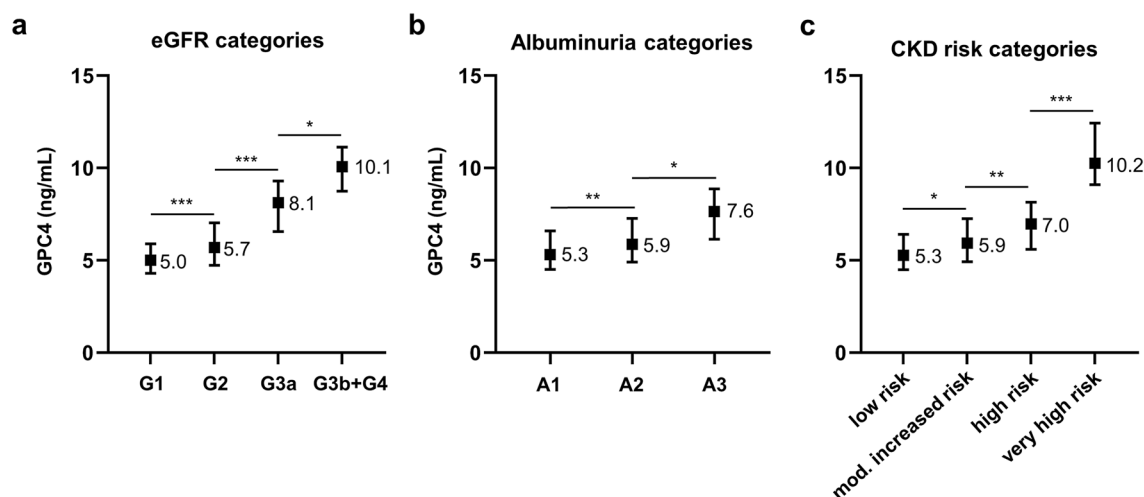 a
eGFR categories
GPC4 (ng/mL)
15
10
5
0
***
***
*
5.0
5.7
8.1
10.1
G1
G2
G3a
G3b+G4
b
Albuminuria categories
GPC4 (ng/mL)
15
10
5
0
**
*
5.3
5.9
7.6
A1
A2
A3
c
CKD risk categories
15
10
5
0
*
**
***
5.3
5.9
7.0
10.2
low risk
mod. increased risk
high risk
very high risk